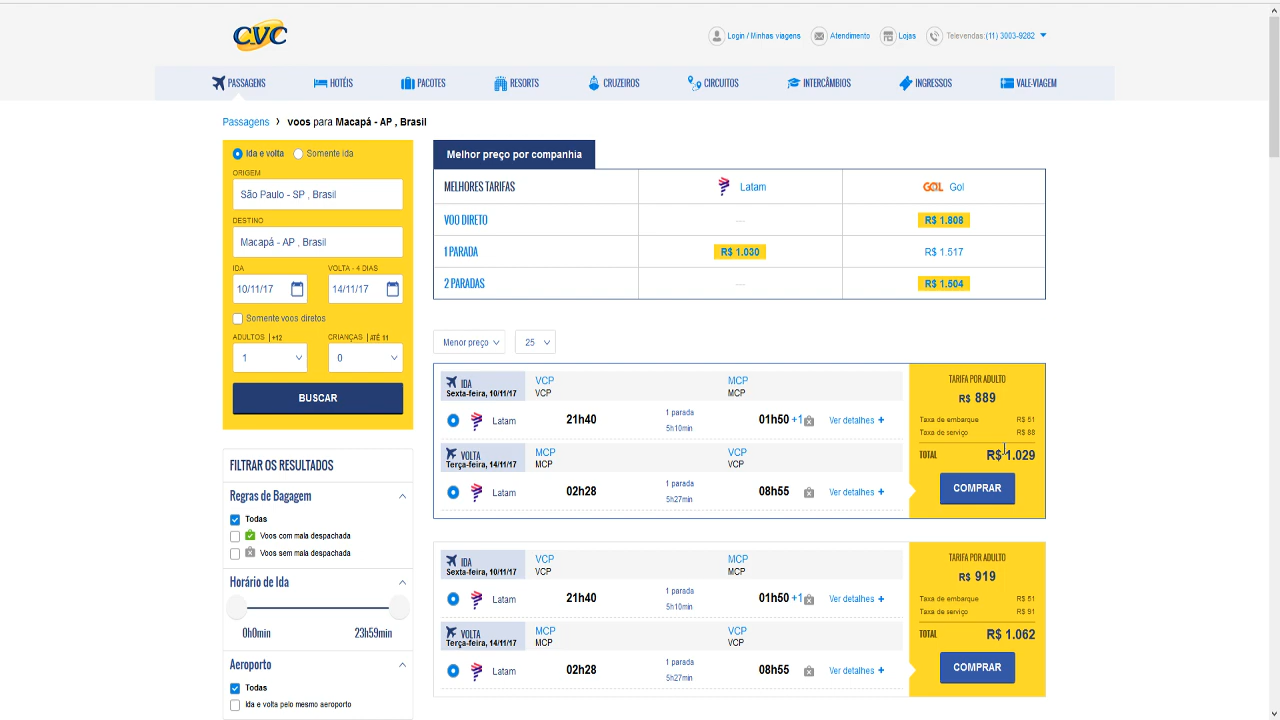 CVC
Login / Minhas viagens Atendimento Lojas Televendas: (11) 3003-9282
PASSAGENS HOTÉIS PACOTES RESORTS CRUZEIROS CIRCUITOS INTERCÂMBIOS INGRESSOS VALE-VIAGEM
Passagens › voos para Macapá - AP , Brasil
Ida e volta Somente ida
ORIGEM
São Paulo - SP , Brasil
DESTINO
Macapá - AP , Brasil
IDA VOLTA - 4 DIAS
10/11/17 14/11/17
Somente voos diretos
ADULTOS | +12 CRIANÇAS | ATÉ 11
1 0
BUSCAR
FILTRAR OS RESULTADOS
Regras de Bagagem
Todas
Voos com mala despachada
Voos sem mala despachada
Horário de Ida
0h0min 23h59min
Aeroporto
Todas
Ida e volta pelo mesmo aeroporto
Melhor preço por companhia
MELHORES TARIFAS Latam GOL Gol
VOO DIRETO — R$ 1.808
1 PARADA R$ 1.030 R$ 1.517
2 PARADAS — R$ 1.504
Menor preço 25
IDA VCP MCP
Sexta-feira, 10/11/17 VCP MCP
Latam 21h40 1 parada 01h50 +1 Ver detalhes +
5h10min
VOLTA MCP VCP
Terça-feira, 14/11/17 MCP VCP
Latam 02h28 1 parada 08h55 Ver detalhes +
5h27min
TARIFA POR ADULTO
R$ 889
Taxa de embarque R$ 51
Taxa de serviço R$ 88
TOTAL R$ 1.029
COMPRAR
IDA VCP MCP
Sexta-feira, 10/11/17 VCP MCP
Latam 21h40 1 parada 01h50 +1 Ver detalhes +
5h10min
VOLTA MCP VCP
Terça-feira, 14/11/17 MCP VCP
Latam 02h28 1 parada 08h55 Ver detalhes +
5h27min
TARIFA POR ADULTO
R$ 919
Taxa de embarque R$ 51
Taxa de serviço R$ 91
TOTAL R$ 1.062
COMPRAR